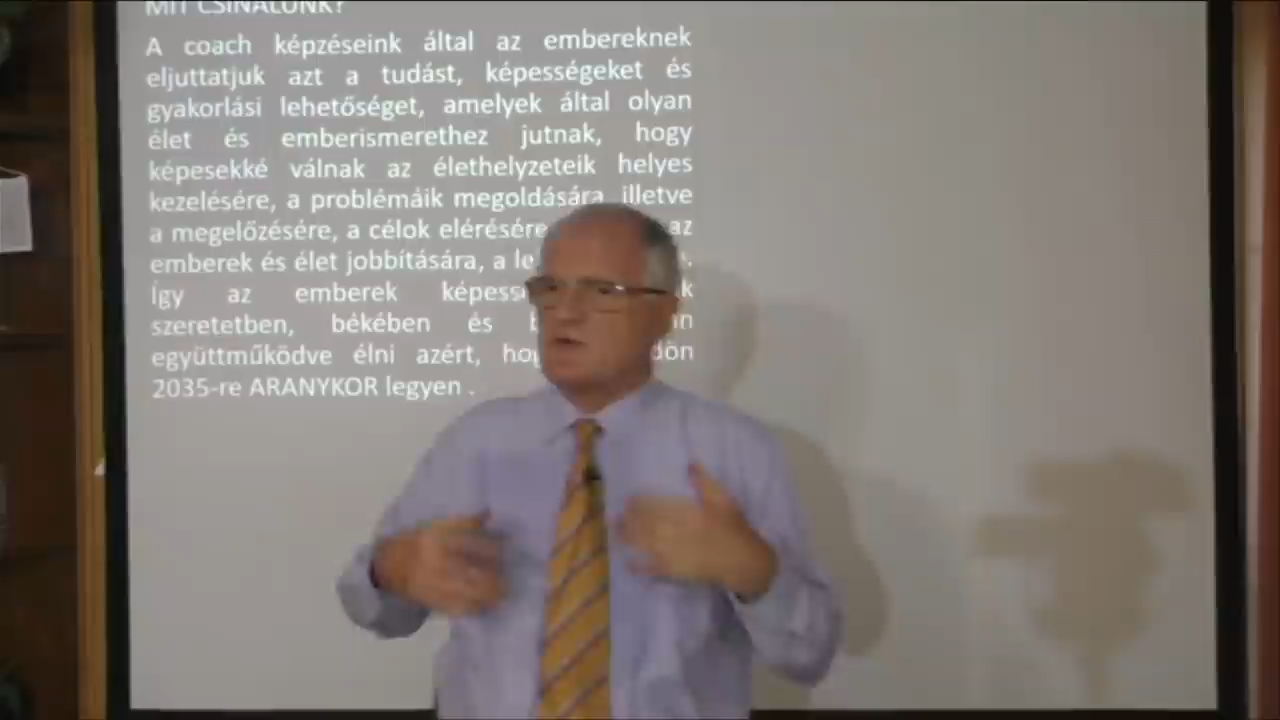 MIT CSINÁLUNK?
A coach képzéseink által az embereknek
eljuttatjuk azt a tudást, képességeket és
gyakorlási lehetőséget, amelyek által olyan
élet és emberismerethez jutnak, hogy
képesekké válnak az élethelyzeteik helyes
kezelésére, a problémáik megoldására illetve
a megelőzésére, a célok elérésére az
emberek és élet jobbítására, a
Így az emberek
szeretetben, békében és
együttműködve élni azért,
2035-re ARANYKOR legyen .